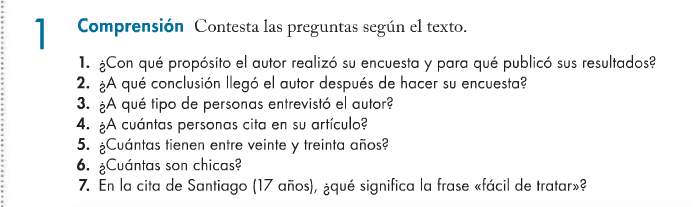 1 Comprensión Contesta las preguntas según el texto.
1. ¿Con qué propósito el autor realizó su encuesta y para qué publicó sus resultados?
2. ¿A qué conclusión llegó el autor después de hacer su encuesta?
3. ¿A qué tipo de personas entrevistó el autor?
4. ¿A cuántas personas cita en su artículo?
5. ¿Cuántas tienen entre veinte y treinta años?
6. ¿Cuántas son chicas?
7. En la cita de Santiago (17 años), ¿qué significa la frase «fácil de tratar»?